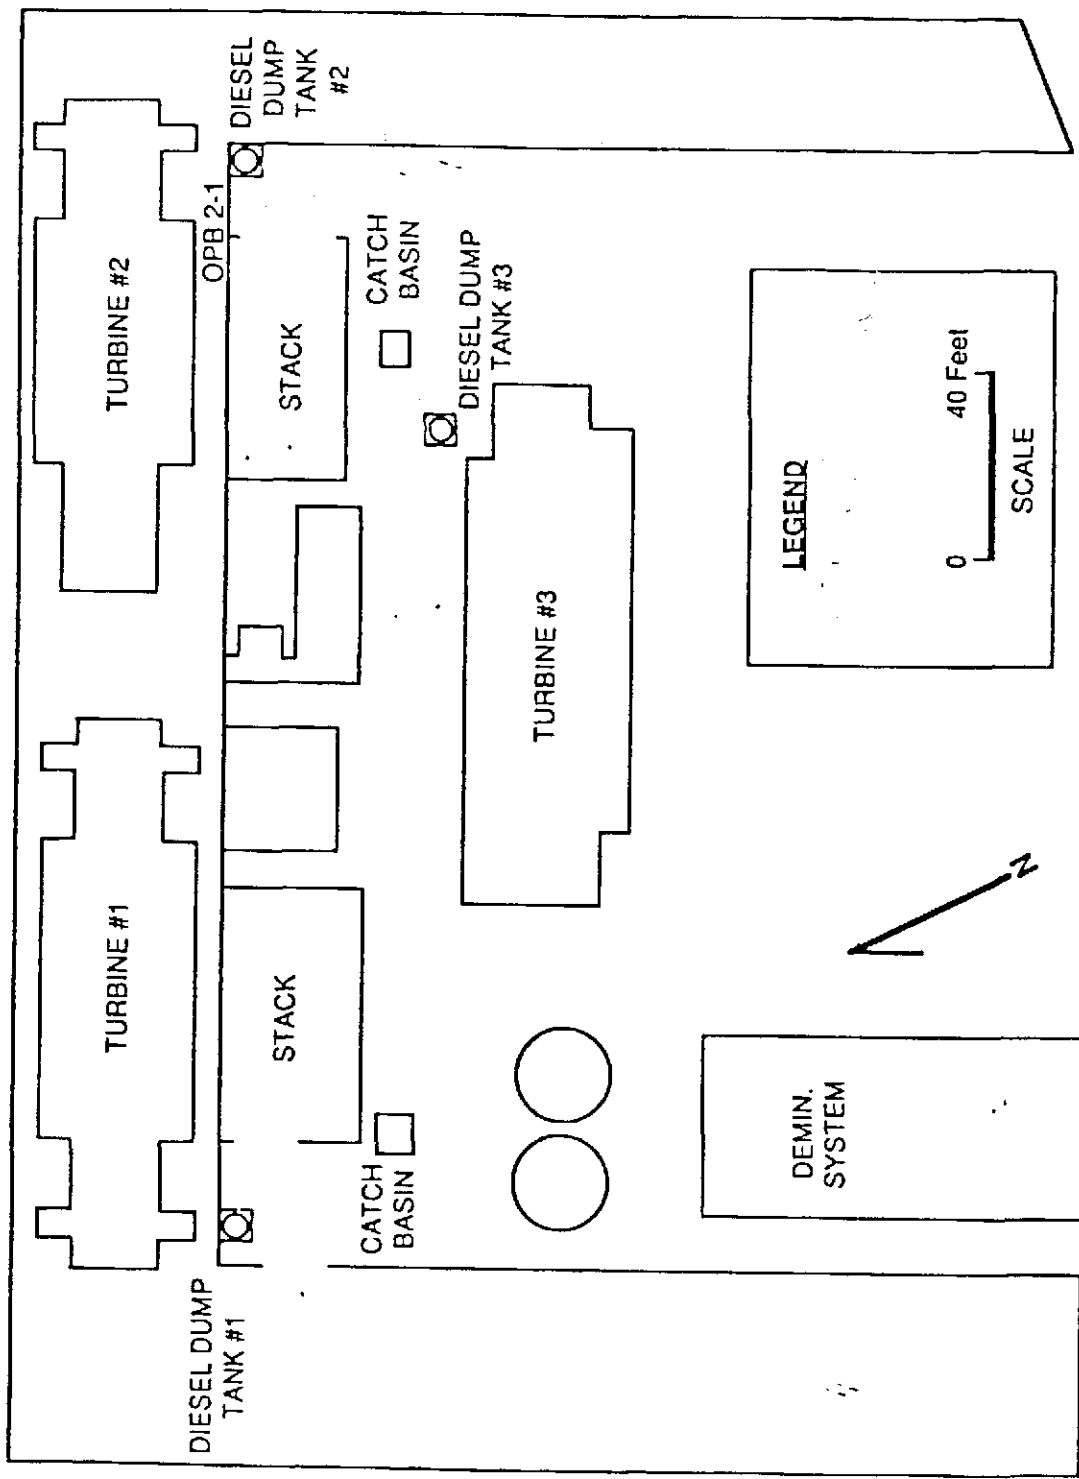 DIESEL DUMP
TANK #1
TURBINE #1
TURBINE #2
DIESEL
DUMP
TANK
#2
OPB 2-1
STACK
STACK
CATCH
BASIN
CATCH
BASIN
DIESEL DUMP
TANK #3
TURBINE #3
DEMIN.
SYSTEM
N
LEGEND
0
40 Feet
SCALE